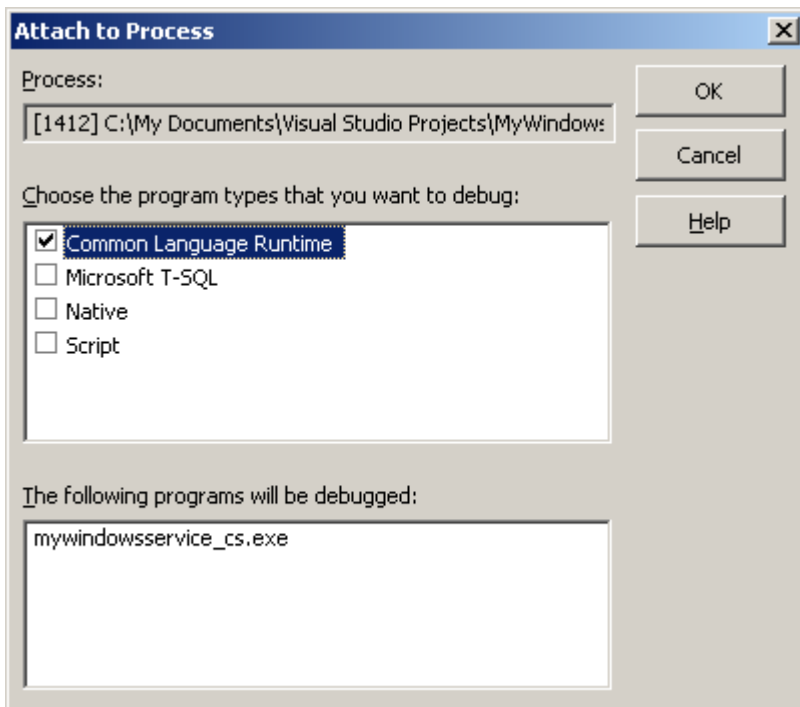 Attach to Process
Process:
[1412] C:\My Documents\Visual Studio Projects\MyWindows
OK
Cancel
Help
Choose the program types that you want to debug:
Common Language Runtime
Microsoft T-SQL
Native
Script
The following programs will be debugged:
mywindowsservice_cs.exe